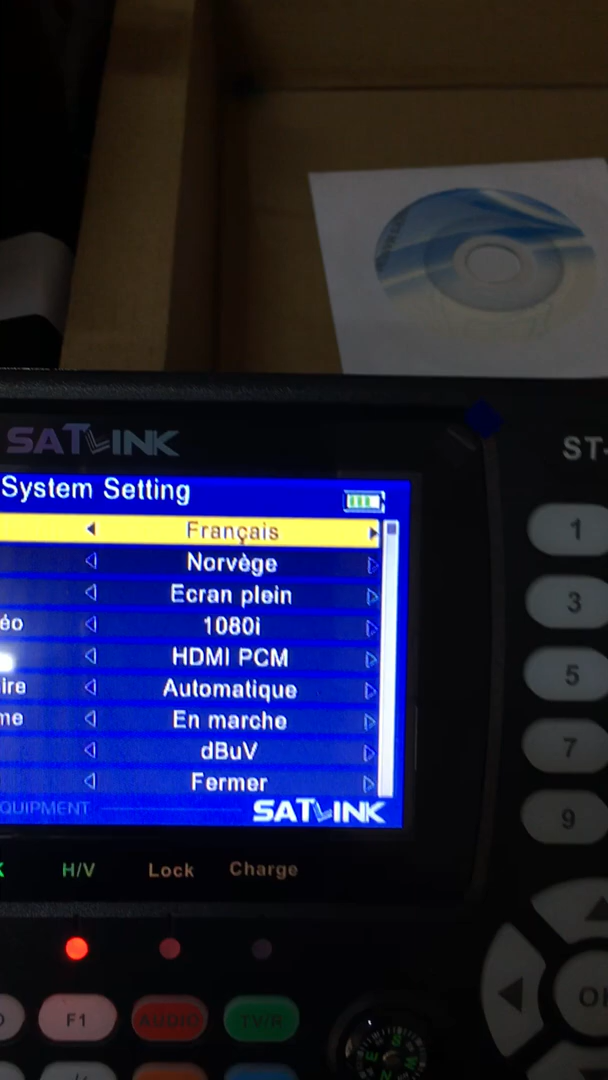 SATLINK
ST-
System Setting
Français
Norvège
Ecran plein
éo 1080i
HDMI PCM
ire Automatique
me En marche
dBuV
Fermer
QUIPMENT SATLINK
K H/V Lock Charge
1
3
5
7
9
F1 AUDIO TV/R
OK